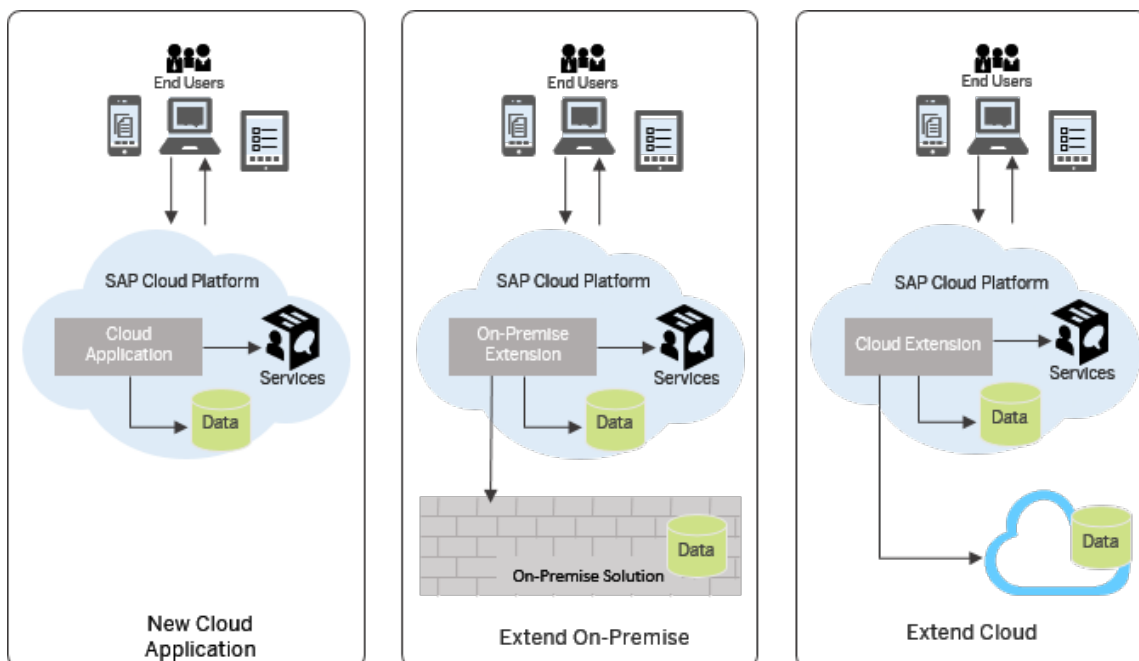 End Users
SAP Cloud Platform
Cloud
Application
Services
Data
New Cloud
Application
End Users
SAP Cloud Platform
On-Premise
Extension
Services
Data
Data
On-Premise Solution
Extend On-Premise
End Users
SAP Cloud Platform
Cloud Extension
Services
Data
Data
Extend Cloud